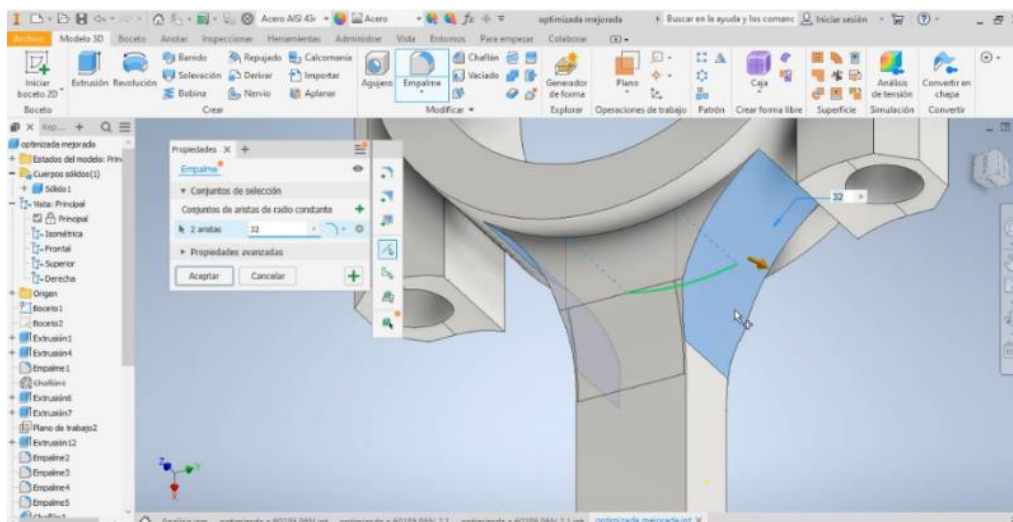 Acero AISI 43 Acero optimizada mejorada Buscar en la ayuda y los comanc Iniciar sesión
Archivo Modelo 3D Boceto Anotar Inspeccionar Herramientas Administrar Vista Entornos Para empezar Colaborar
Iniciar boceto 2D
Extrusión Revolución
Barrido Repujado Calcomanía
Solevación Derivar Importar
Bobina Nervio Aplanar
Agujero Empalme
Chaflán
Vaciado
Generador de forma
Plano
Caja
Análisis de tensión
Convertir en chapa
Boceto Crear Modificar Explorar Operaciones de trabajo Patrón Crear forma libre Superficie Simulación Convertir
optimizada mejorada
Estados del modelo: Prin
Cuerpos sólidos(1)
Sólido1
Vista: Principal
Principal
Isométrica
Frontal
Superior
Derecha
Origen
Boceto1
Boceto2
Extrusión1
Extrusión4
Empalme1
Chaflán1
Extrusión6
Extrusión7
Plano de trabajo2
Extrusión12
Empalme2
Empalme3
Empalme4
Empalme5
Propiedades X +
Empalme
Conjuntos de selección
Conjuntos de aristas de radio constante
2 aristas 32
Propiedades avanzadas
Aceptar Cancelar
32
Z Y
X
optimizada mejorada.ipt X